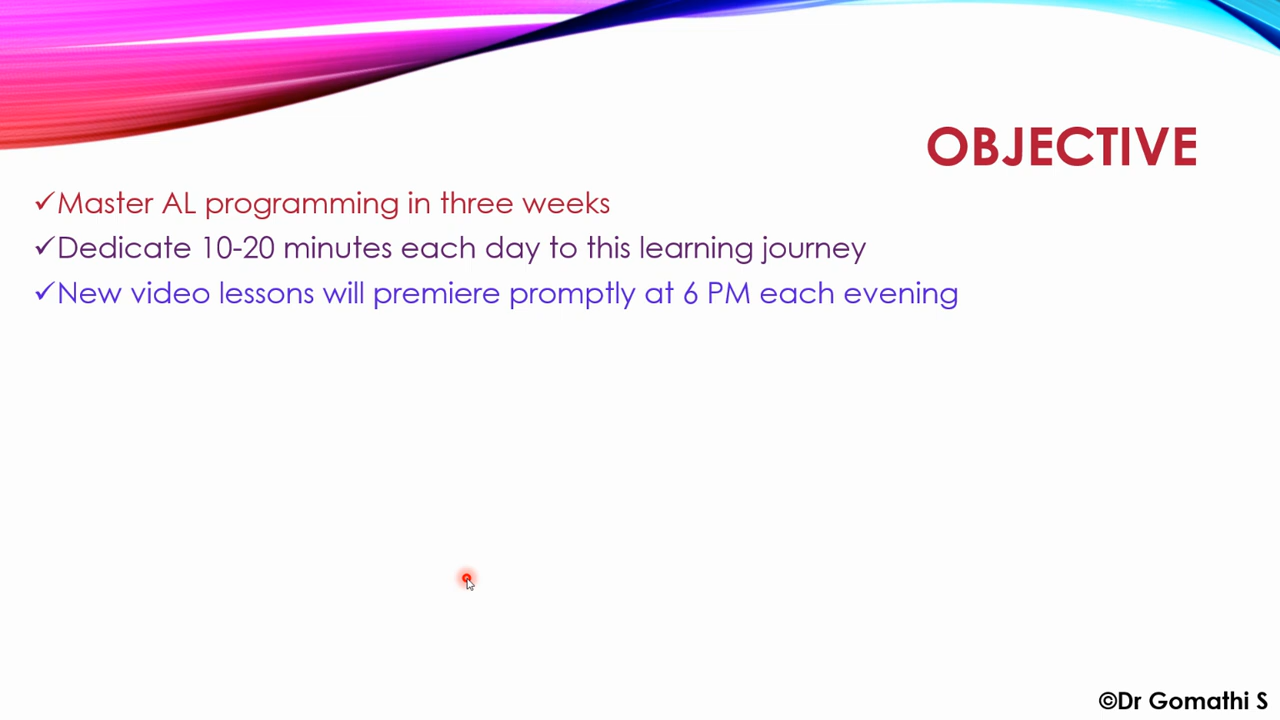 OBJECTIVE
✓Master AL programming in three weeks
✓Dedicate 10-20 minutes each day to this learning journey
✓New video lessons will premiere promptly at 6 PM each evening
©Dr Gomathi S